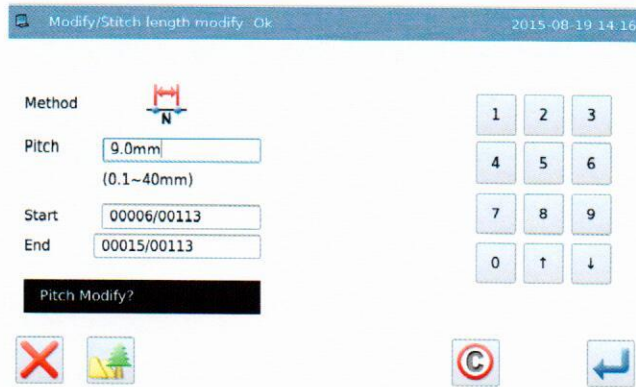 Modify/Stitch length modify Ok 2015-08-19 14:16
Method
N
Pitch 9.0mm
(0.1~40mm)
Start 00006/00113
End 00015/00113
Pitch Modify?
1 2 3
4 5 6
7 8 9
0 ↑ ↓
C